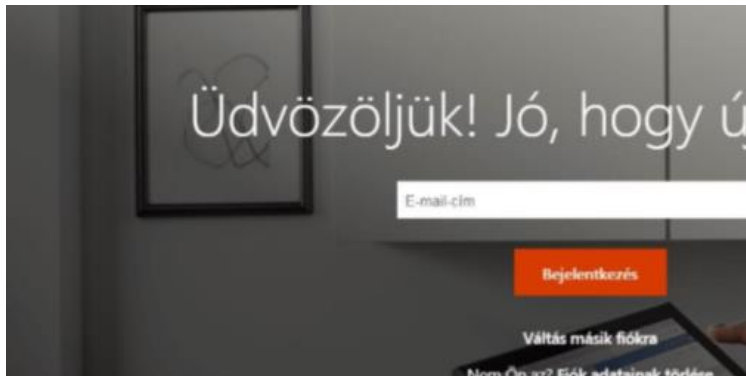 Üdvözöljük! Jó, hogy ú
E-mail-cím
Bejelentkezés
Váltás másik fiókra
Nem Ön az? Fiók adatainak törlése